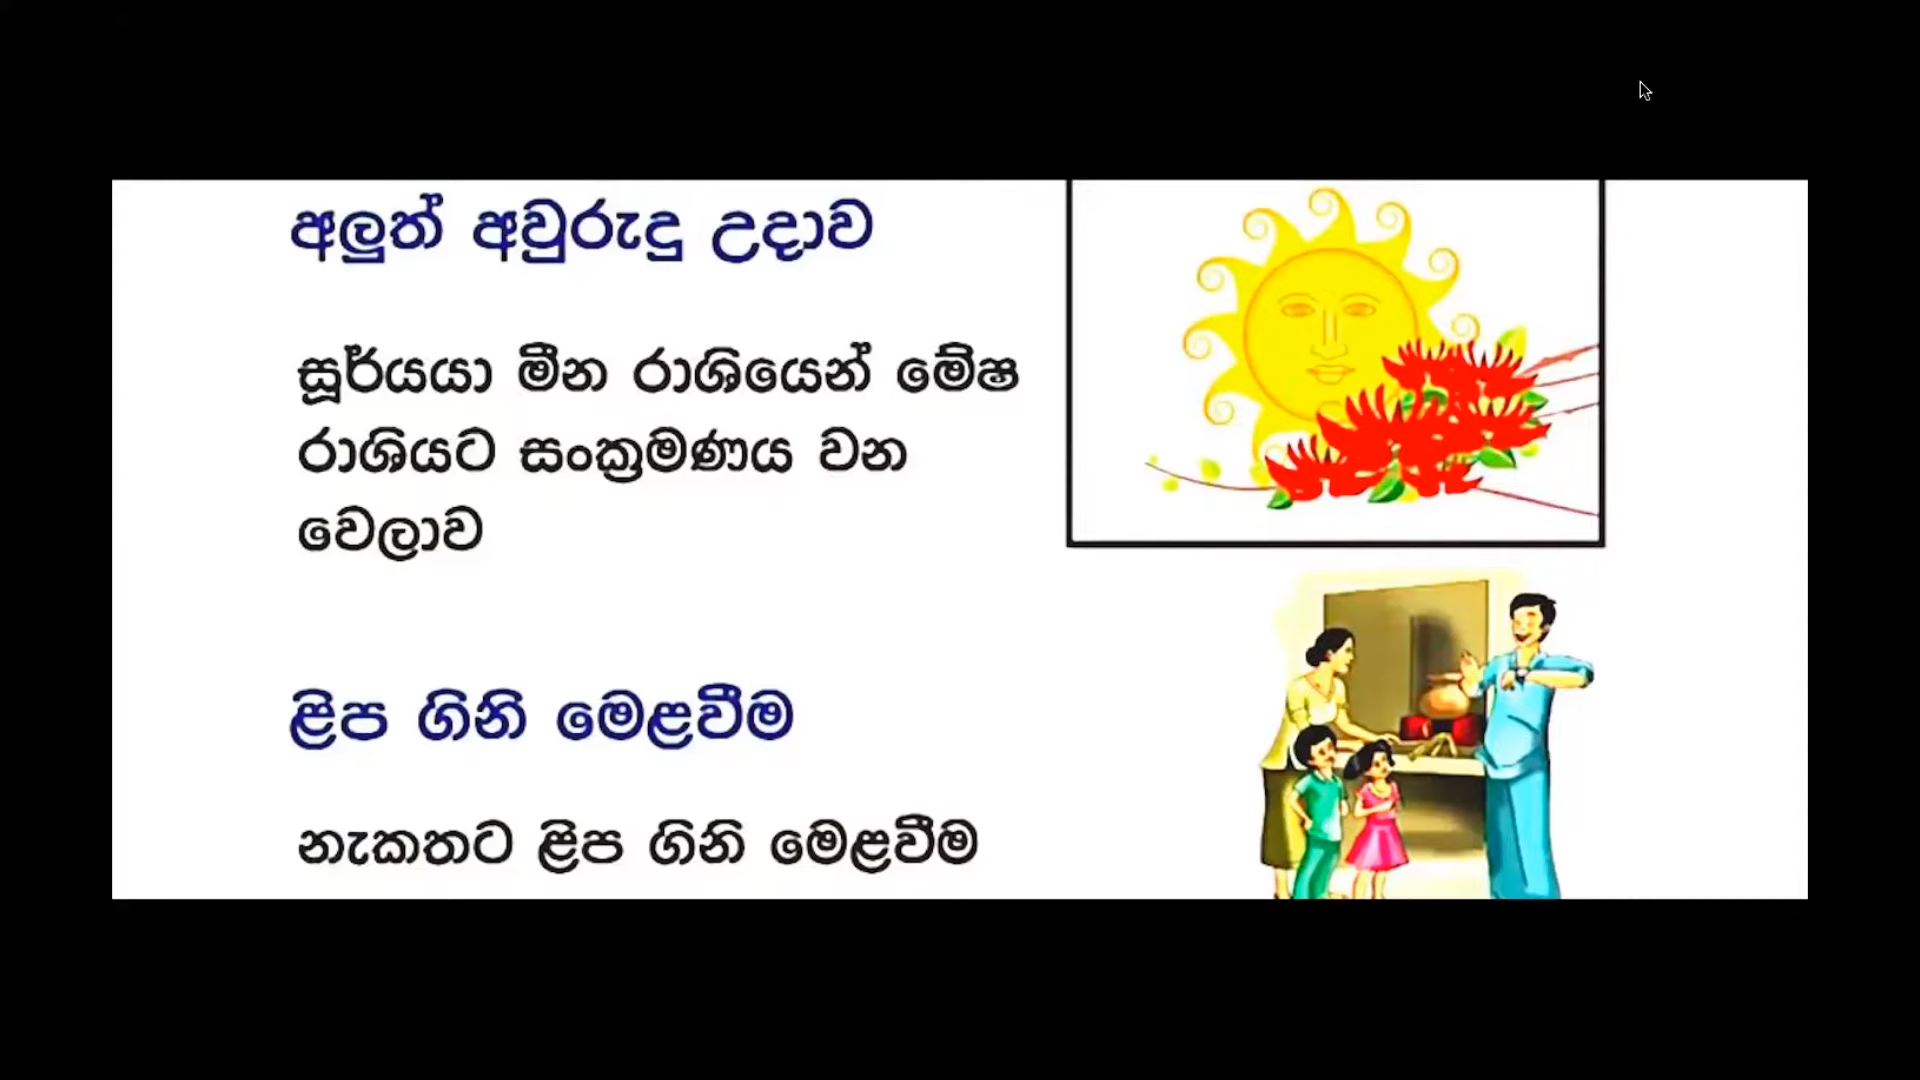 අලුත් අවුරුදු උදාව
සූර්යයා මීන රාශියෙන් මේෂ
රාශියට සංක්‍රමණය වන
වෙලාව
ළිප ගිනි මෙළවීම
නැකතට ළිප ගිනි මෙළවීම